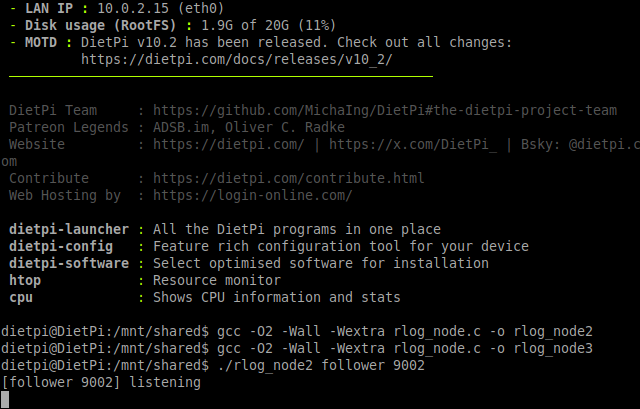 - LAN IP : 10.0.2.15 (eth0)
- Disk usage (RootFS) : 1.9G of 20G (11%)
- MOTD : DietPi v10.2 has been released. Check out all changes:
https://dietpi.com/docs/releases/v10_2/
DietPi Team : https://github.com/MichaIng/DietPi#the-dietpi-project-team
Patreon Legends : ADSB.im, Oliver C. Radke
Website : https://dietpi.com/ | https://x.com/DietPi_ | Bsky: @dietpi.c
om
Contribute : https://dietpi.com/contribute.html
Web Hosting by : https://login-online.com/
dietpi-launcher : All the DietPi programs in one place
dietpi-config : Feature rich configuration tool for your device
dietpi-software : Select optimised software for installation
htop : Resource monitor
cpu : Shows CPU information and stats
dietpi@DietPi:/mnt/shared$ gcc -O2 -Wall -Wextra rlog_node.c -o rlog_node2
dietpi@DietPi:/mnt/shared$ gcc -O2 -Wall -Wextra rlog_node.c -o rlog_node3
dietpi@DietPi:/mnt/shared$ ./rlog_node2 follower 9002
[follower 9002] listening